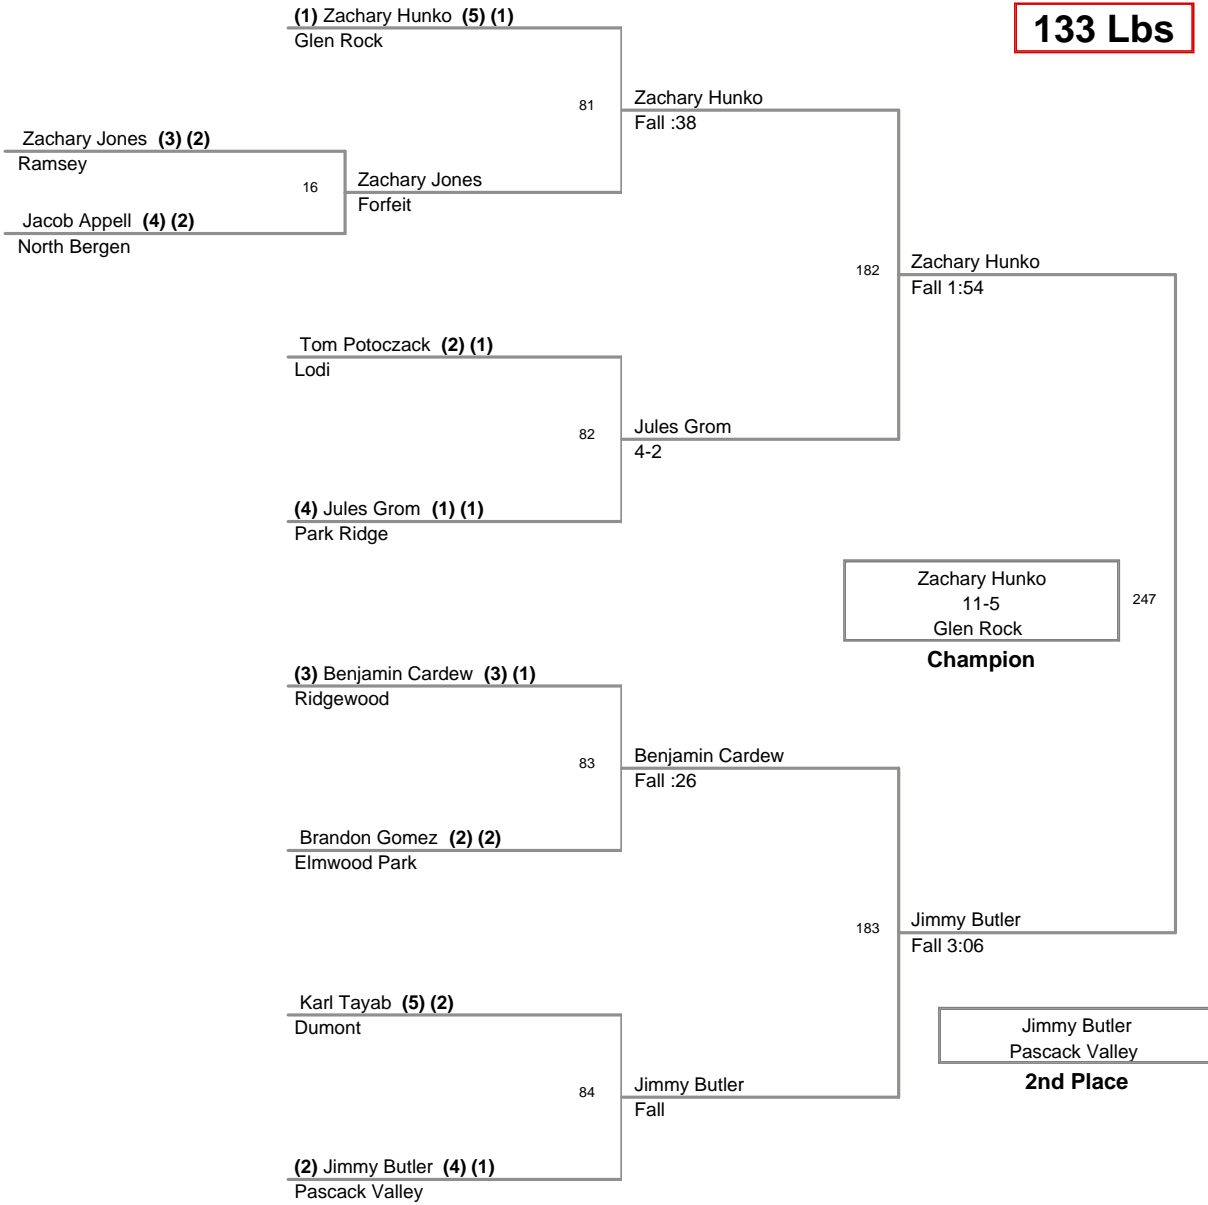 133 Lbs
(1) Zachary Hunko (5) (1)
Glen Rock
81
Zachary Hunko
Fall :38
Zachary Jones (3) (2)
Ramsey
16
Zachary Jones
Forfeit
Jacob Appell (4) (2)
North Bergen
182
Zachary Hunko
Fall 1:54
Tom Potoczack (2) (1)
Lodi
82
Jules Grom
4-2
(4) Jules Grom (1) (1)
Park Ridge
Zachary Hunko
11-5
Glen Rock
Champion
247
(3) Benjamin Cardew (3) (1)
Ridgewood
83
Benjamin Cardew
Fall :26
Brandon Gomez (2) (2)
Elmwood Park
183
Jimmy Butler
Fall 3:06
Karl Tayab (5) (2)
Dumont
Jimmy Butler
Pascack Valley
2nd Place
84
Jimmy Butler
Fall
(2) Jimmy Butler (4) (1)
Pascack Valley